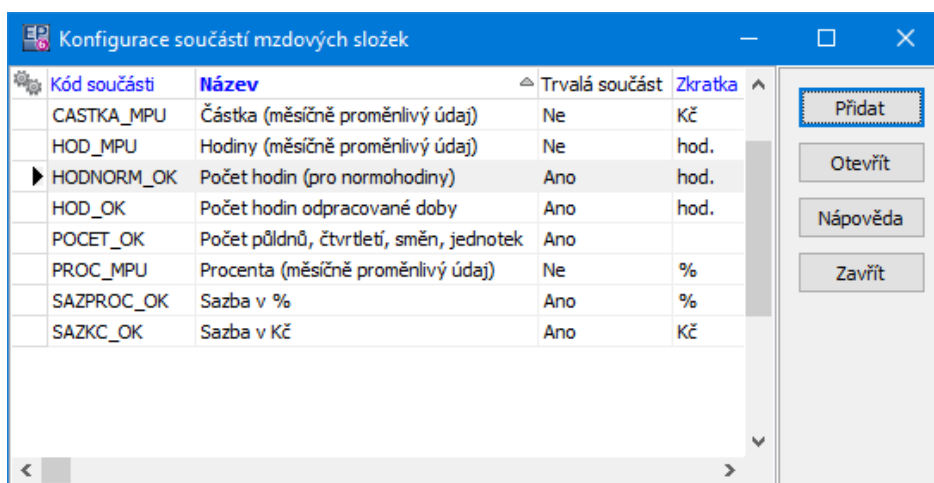 EP 6 Konfigurace součástí mzdových složek
Kód součásti Název Trvalá součást Zkratka
CASTKA_MPU Částka (měsíčně proměnlivý údaj) Ne Kč
HOD_MPU Hodiny (měsíčně proměnlivý údaj) Ne hod.
HODNORM_OK Počet hodin (pro normohodiny) Ano hod.
HOD_OK Počet hodin odpracované doby Ano hod.
POCET_OK Počet půldnů, čtvrtletí, směn, jednotek Ano
PROC_MPU Procenta (měsíčně proměnlivý údaj) Ne %
SAZPROC_OK Sazba v % Ano %
SAZKC_OK Sazba v Kč Ano Kč
Přidat
Otevřít
Nápověda
Zavřít